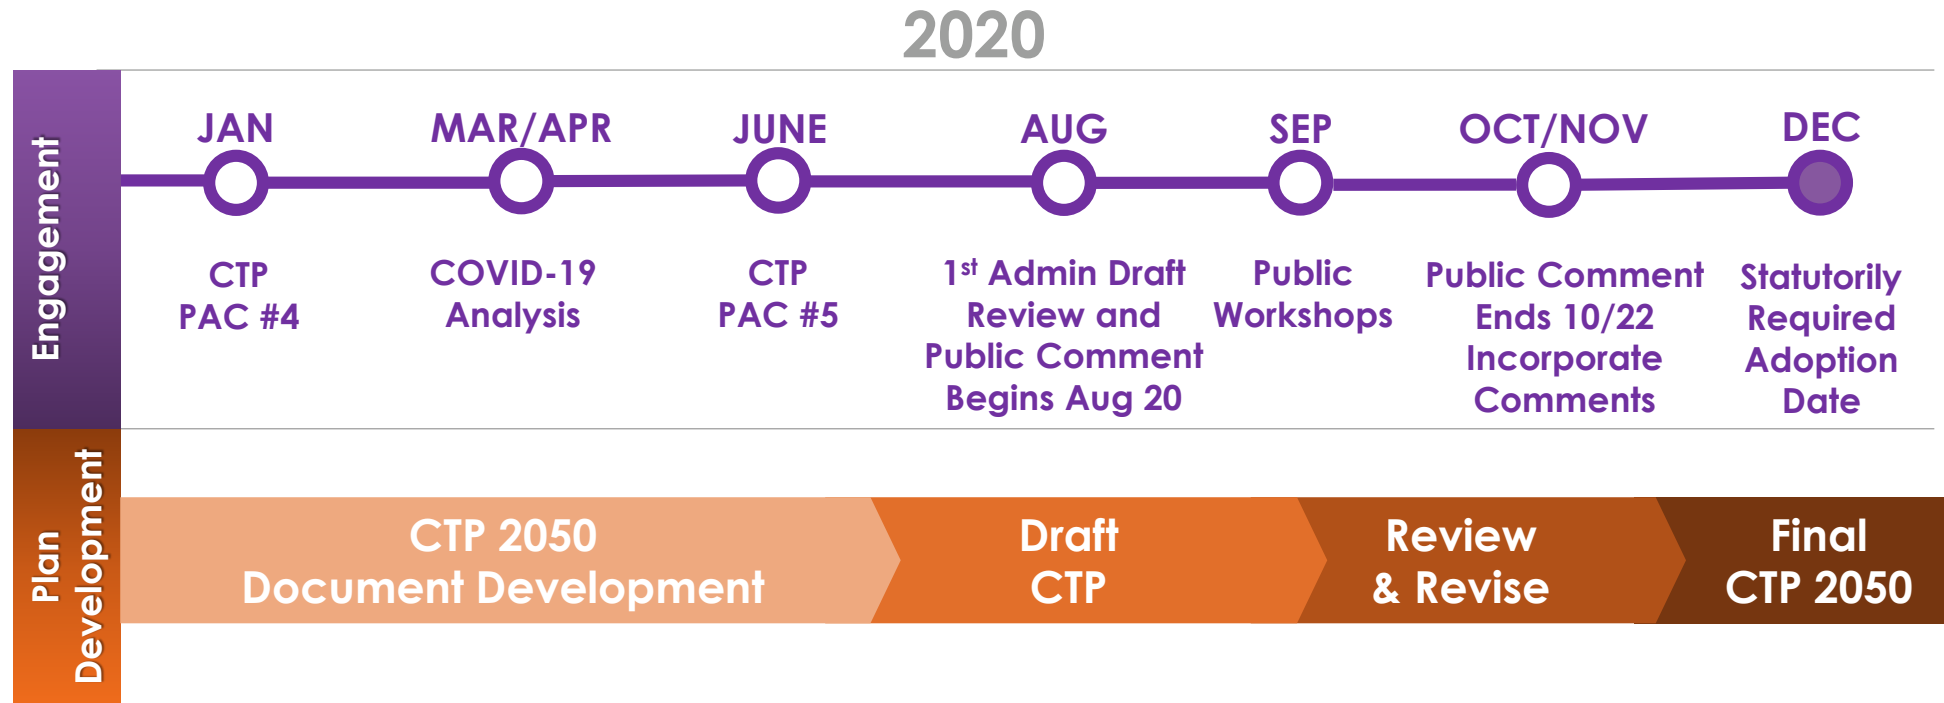 2020
Engagement
JAN
CTP
PAC #4
MAR/APR
COVID-19
Analysis
JUNE
CTP
PAC #5
AUG
1st Admin Draft
Review and
Public Comment
Begins Aug 20
SEP
Public
Workshops
OCT/NOV
Public Comment
Ends 10/22
Incorporate
Comments
DEC
Statutorily
Required
Adoption
Date
Plan
Development
CTP 2050
Document Development
Draft
CTP
Review
& Revise
Final
CTP 2050